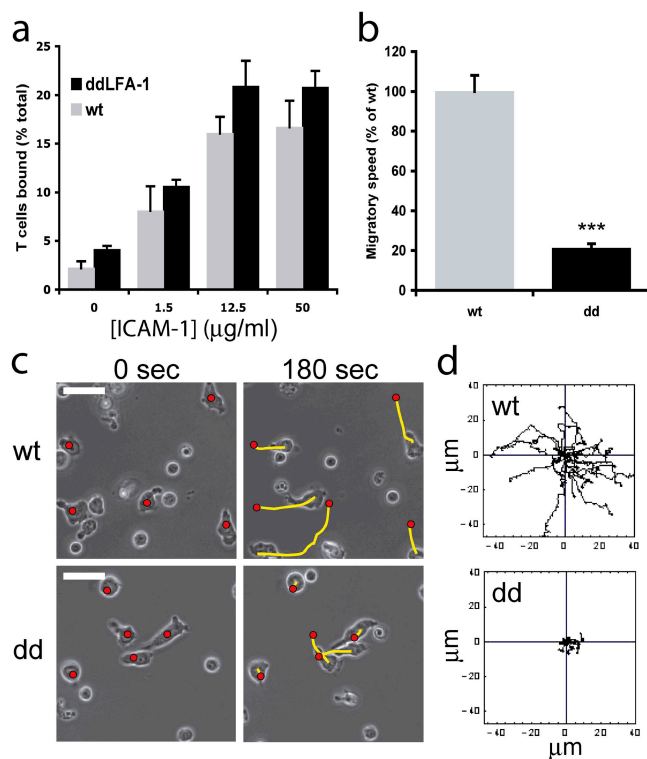 a
T cells bound (% total)
25
20
15
10
5
0
ddLFA-1
wt
0 1.5 12.5 50
[ICAM-1] (μg/ml)
b
Migratory speed (% of wt)
120
100
80
60
40
20
0
***
wt dd
c
0 sec 180 sec
wt
dd
d
wt
μm
40
20
0
-20
-40
-40 -20 0 20 40
dd
μm
40
20
0
-20
-40
-40 -20 0 20 40
μm